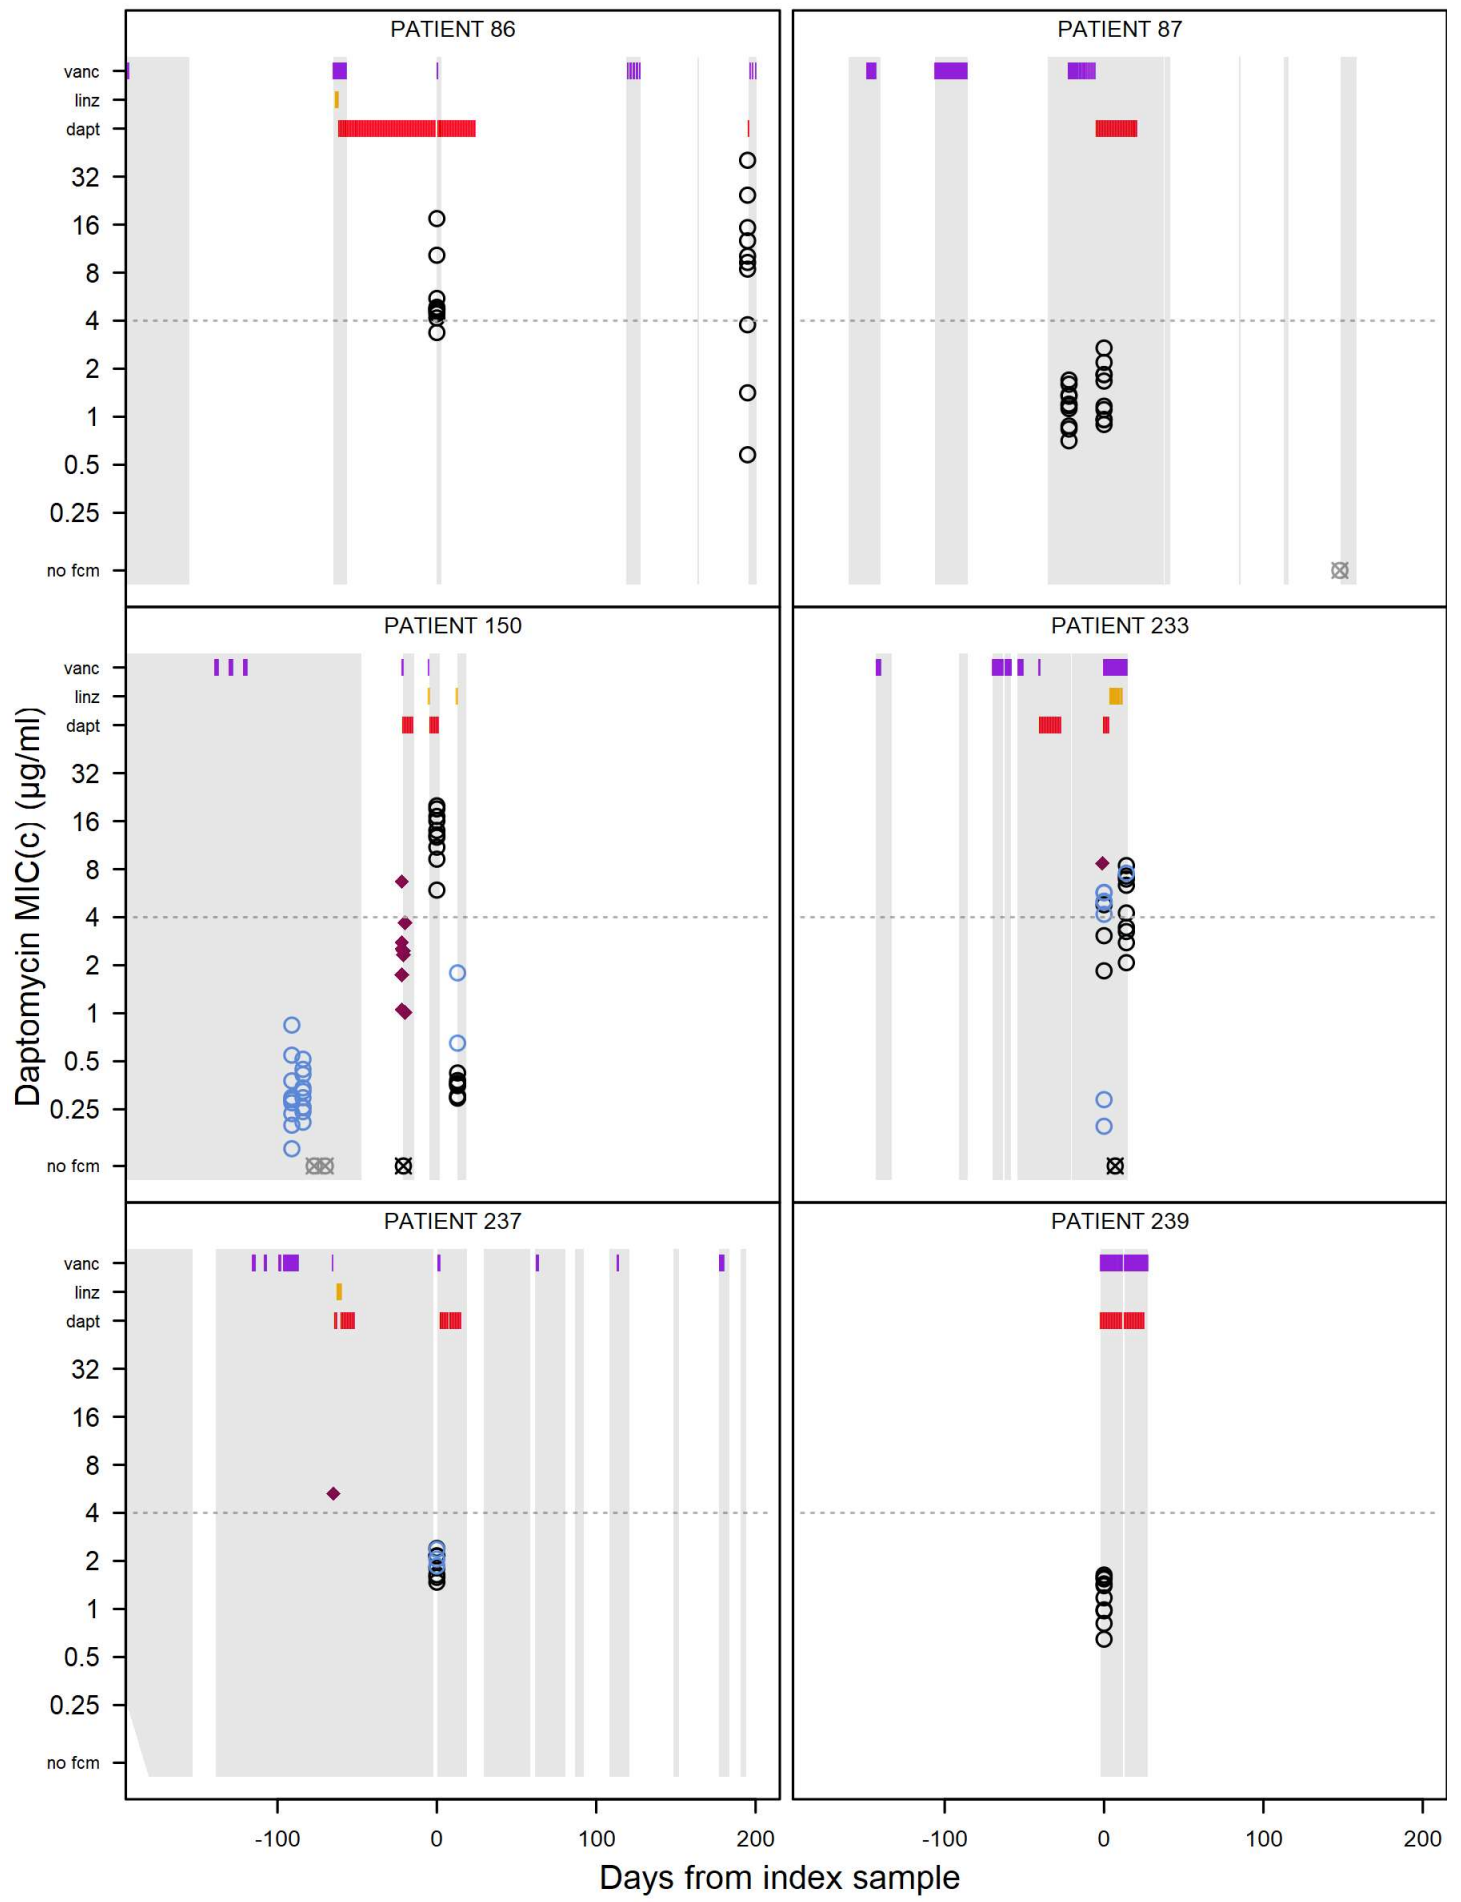 PATIENT 86
PATIENT 87
vanc
linz
dapt
32
16
8
4
2
1
0.5
0.25
no fcm
PATIENT 150
PATIENT 233
vanc
linz
dapt
32
16
8
4
2
1
0.5
0.25
no fcm
Daptomycin MIC(c) (µg/ml)
PATIENT 237
PATIENT 239
vanc
linz
dapt
32
16
8
4
2
1
0.5
0.25
no fcm
-100 0 100 200
-100 0 100 200
Days from index sample